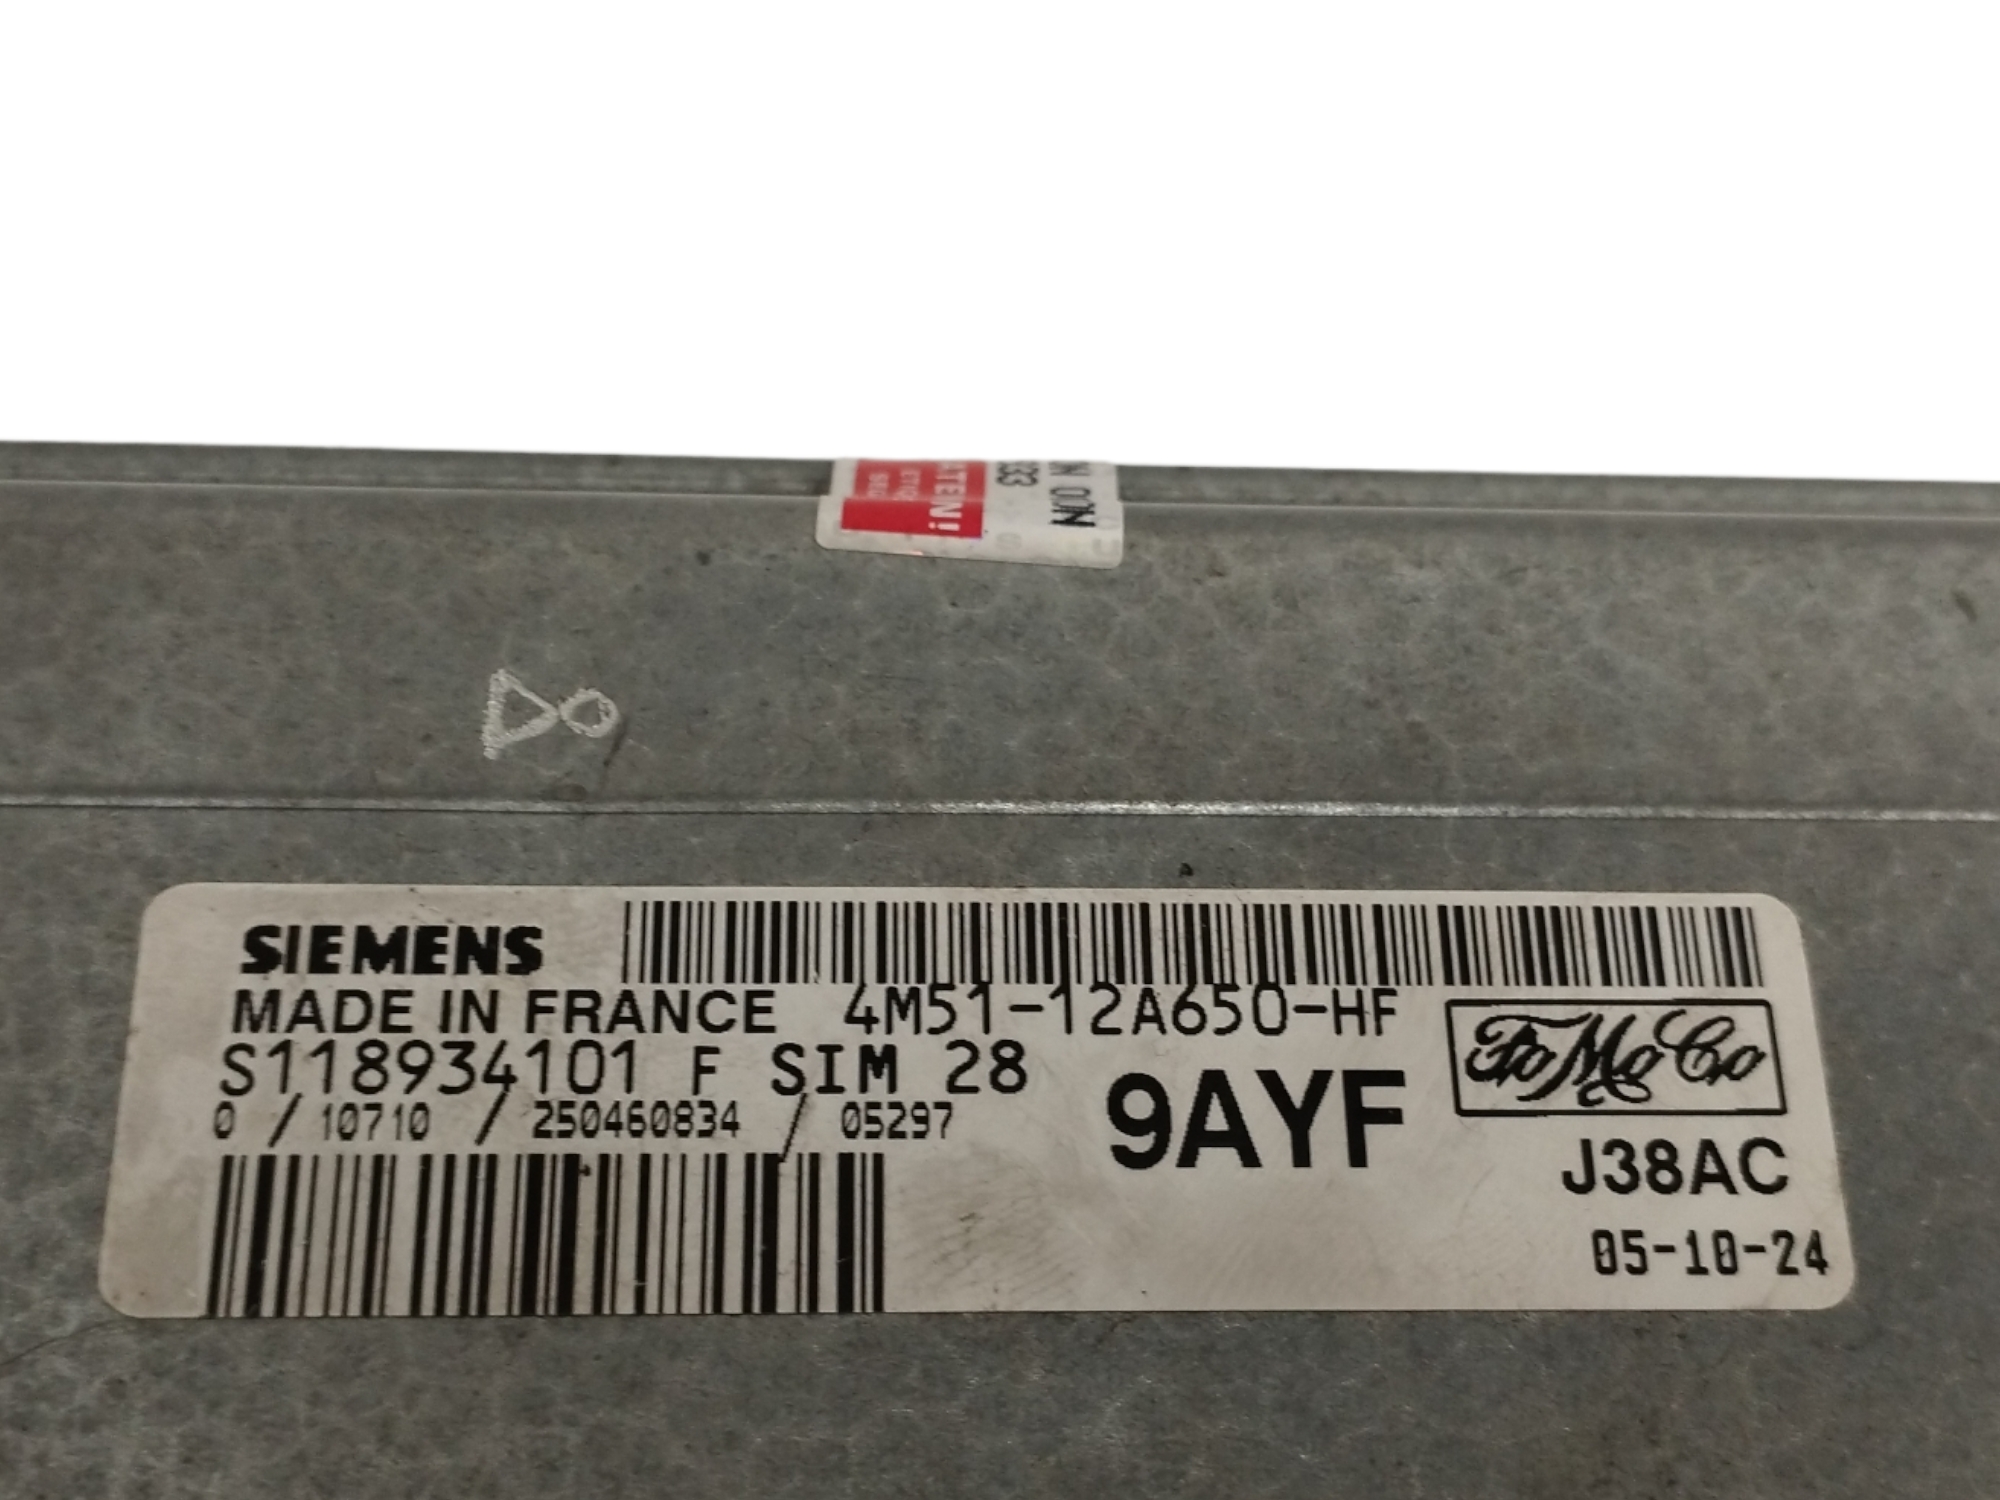 SIEMENS
MADE IN FRANCE 4M51-12A650-HF
FoMoCo
S118934101 F SIM 28
9AYF
0 / 10710 / 250460834 / 05297
J38AC
05-10-24